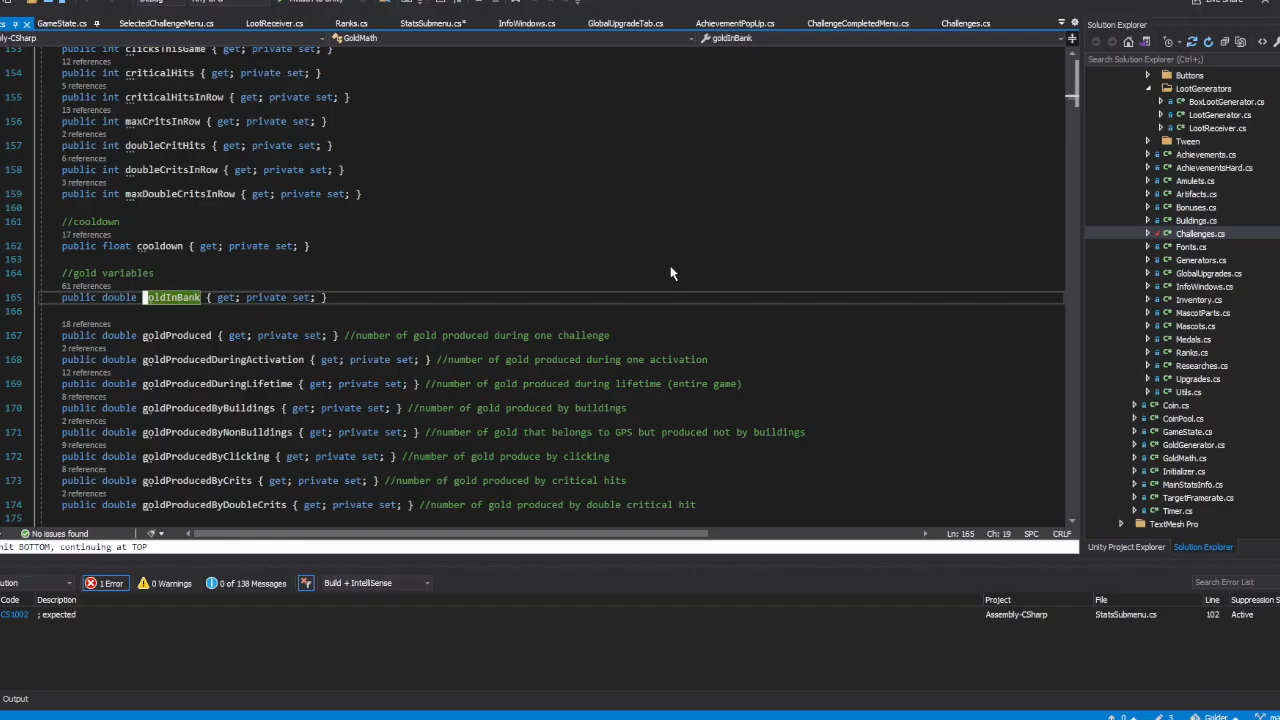 GameState.cs
SelectedChallengeMenu.cs
LootReceiver.cs
Ranks.cs
StatsSubmenu.cs*
InfoWindows.cs
GlobalUpgradeTab.cs
AchievementPopUp.cs
ChallengeCompletedMenu.cs
Challenges.cs
bly-CSharp
GoldMath
goldInBank
153 public int clicksThisGame { get; private set; }
12 references
154 public int criticalHits { get; private set; }
5 references
155 public int criticalHitsInRow { get; private set; }
13 references
156 public int maxCritsInRow { get; private set; }
2 references
157 public int doubleCritHits { get; private set; }
6 references
158 public int doubleCritsInRow { get; private set; }
3 references
159 public int maxDoubleCritsInRow { get; private set; }
160
161 //cooldown
17 references
162 public float cooldown { get; private set; }
163
164 //gold variables
61 references
165 public double goldInBank { get; private set; }
166
18 references
167 public double goldProduced { get; private set; } //number of gold produced during one challenge
2 references
168 public double goldProducedDuringActivation { get; private set; } //number of gold produced during one activation
12 references
169 public double goldProducedDuringLifetime { get; private set; } //number of gold produced during lifetime (entire game)
8 references
170 public double goldProducedByBuildings { get; private set; } //number of gold produced by buildings
2 references
171 public double goldProducedByNonBuildings { get; private set; } //number of gold that belongs to GPS but produced not by buildings
9 references
172 public double goldProducedByClicking { get; private set; } //number of gold produce by clicking
8 references
173 public double goldProducedByCrits { get; private set; } //number of gold produced by critical hits
2 references
174 public double goldProducedByDoubleCrits { get; private set; } //number of gold produced by double critical hit
175
No issues found
Ln: 165 Ch: 19 SPC CRLF
hit BOTTOM, continuing at TOP
ution
1 Error
0 Warnings
0 of 138 Messages
Build + IntelliSense
Search Error List
Code Description Project File Line Suppression S
CS1002 ; expected Assembly-CSharp StatsSubmenu.cs 102 Active
Output
Solution Explorer
Search Solution Explorer (Ctrl+;)
Buttons
LootGenerators
BoxLootGenerator.cs
LootGenerator.cs
LootReceiver.cs
Tween
Achievements.cs
AchievementsHard.cs
Amulets.cs
Artifacts.cs
Bonuses.cs
Buildings.cs
Challenges.cs
Fonts.cs
Generators.cs
GlobalUpgrades.cs
InfoWindows.cs
Inventory.cs
MascotParts.cs
Mascots.cs
Medals.cs
Ranks.cs
Researches.cs
Upgrades.cs
Utils.cs
Coin.cs
CoinPool.cs
GameState.cs
GoldGenerator.cs
GoldMath.cs
Initializer.cs
MainStatsInfo.cs
TargetFramerate.cs
Timer.cs
TextMesh Pro
Unity Project Explorer
Solution Explorer
0
3
Golder